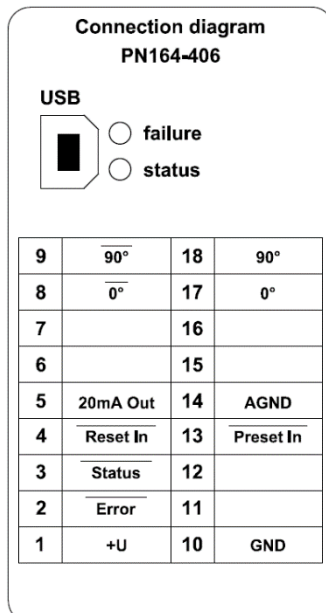 Connection diagram
PN164-406
USB
failure
status
9 90° 18 90°
8 0° 17 0°
7 16
6 15
5 20mA Out 14 AGND
4 Reset In 13 Preset In
3 Status 12
2 Error 11
1 +U 10 GND